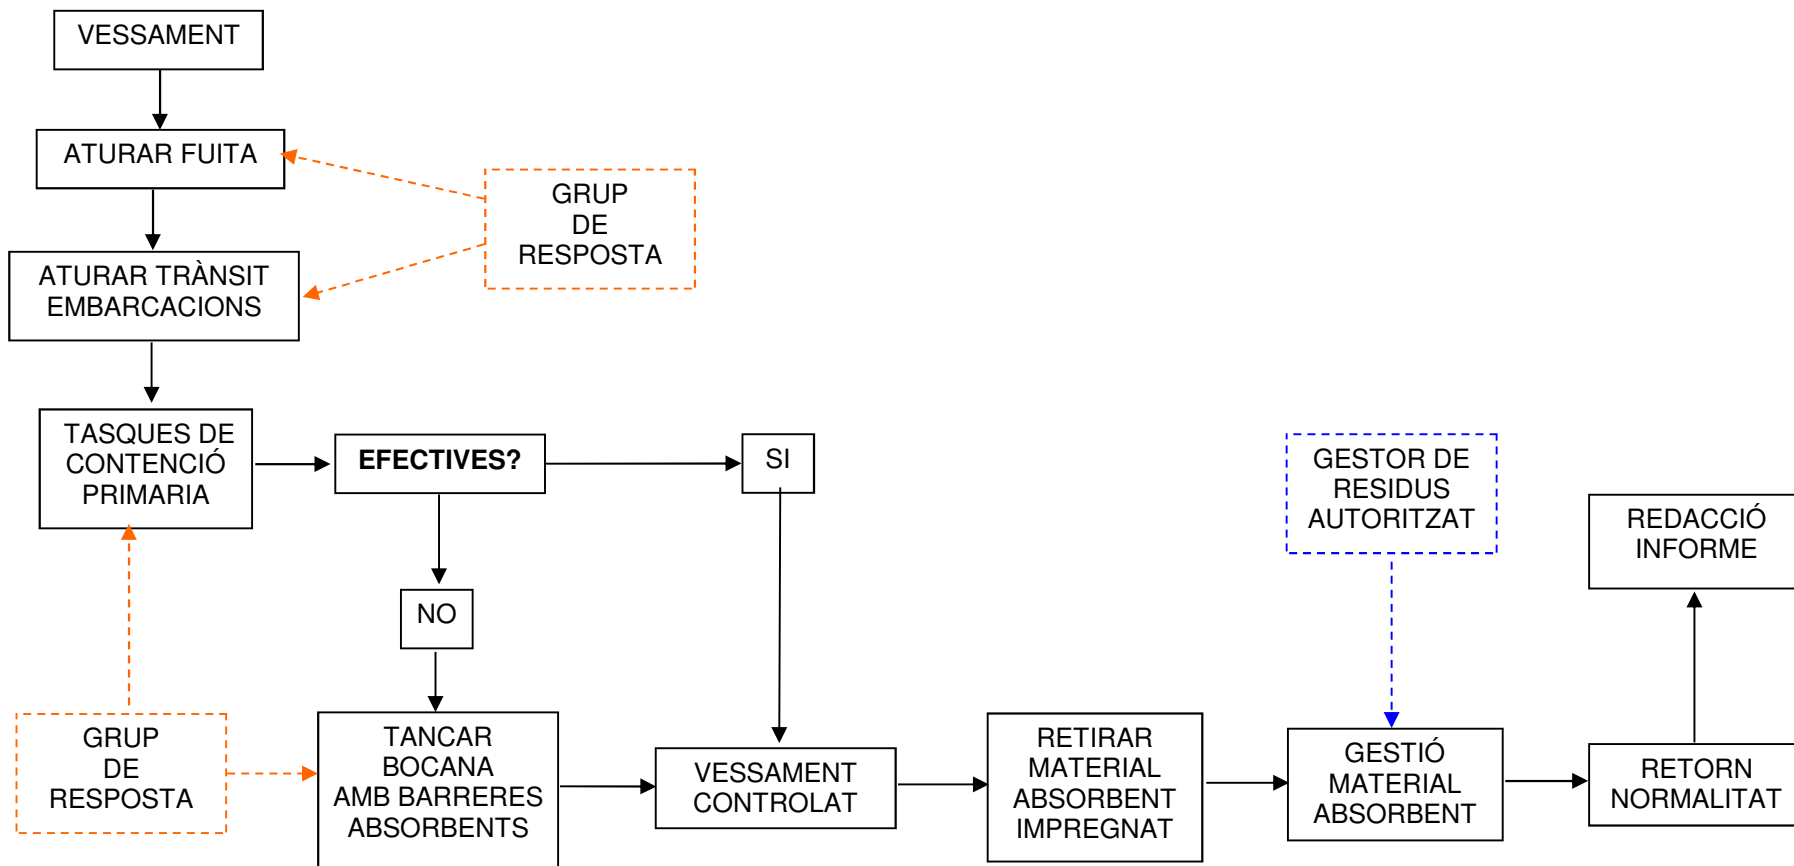 VESSAMENT
ATURAR FUITA
GRUP
DE
RESPOSTA
ATURAR TRÀNSIT
EMBARCACIONS
TASQUES DE
CONTENCIÓ
PRIMARIA
EFECTIVES?
SI
NO
GESTOR DE
RESIDUS
AUTORITZAT
REDACCIÓ
INFORME
GRUP
DE
RESPOSTA
TANCAR
BOCANA
AMB BARRERES
ABSORBENTS
VESSAMENT
CONTROLAT
RETIRAR
MATERIAL
ABSORBENT
IMPREGNAT
GESTIÓ
MATERIAL
ABSORBENT
RETORN
NORMALITAT